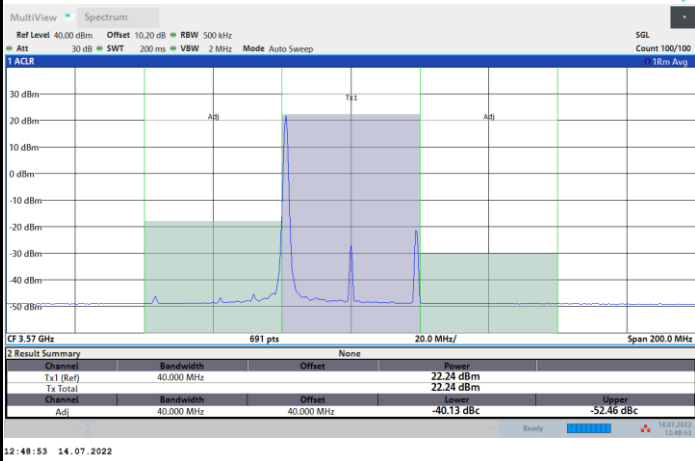 MultiView Spectrum
Ref Level 40.00 dBm Offset 10.20 dB RBW 500 kHz SGL
Att 30 dB SWT 200 ms VBW 2 MHz Mode Auto Sweep Count 100/100
1 ACLR 1Rm Avg
30 dBm
Tx1
20 dBm
Adj Adj
10 dBm
0 dBm
-10 dBm
-20 dBm
-30 dBm
-40 dBm
-50 dBm
CF 3.57 GHz 691 pts 20.0 MHz/ Span 200.0 MHz
2 Result Summary None
Channel Bandwidth Offset Power
Tx1 (Ref) 40.000 MHz 22.24 dBm
Tx Total 22.24 dBm
Channel Bandwidth Offset Lower Upper
Adj 40.000 MHz 40.000 MHz -40.13 dBc -52.46 dBc
Ready 14.07.2022
12:48:53
12:48:53 14.07.2022